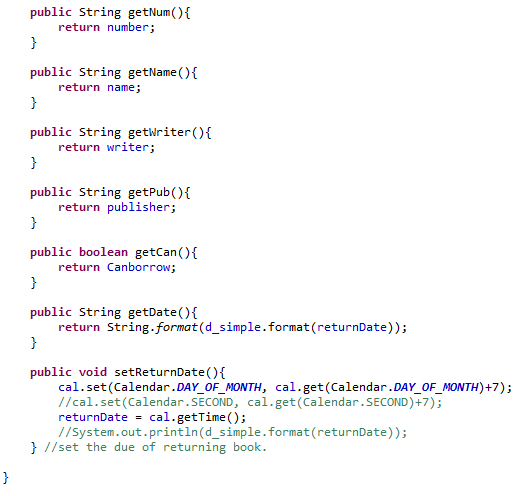 public String getNum(){
return number;
}
public String getName(){
return name;
}
public String getWriter(){
return writer;
}
public String getPub(){
return publisher;
}
public boolean getCan(){
return Canborrow;
}
public String getDate(){
return String.format(d_simple.format(returnDate));
}
public void setReturnDate(){
cal.set(Calendar.DAY_OF_MONTH, cal.get(Calendar.DAY_OF_MONTH)+7);
//cal.set(Calendar.SECOND, cal.get(Calendar.SECOND)+7);
returnDate = cal.getTime();
//System.out.println(d_simple.format(returnDate));
} //set the due of returning book.
}